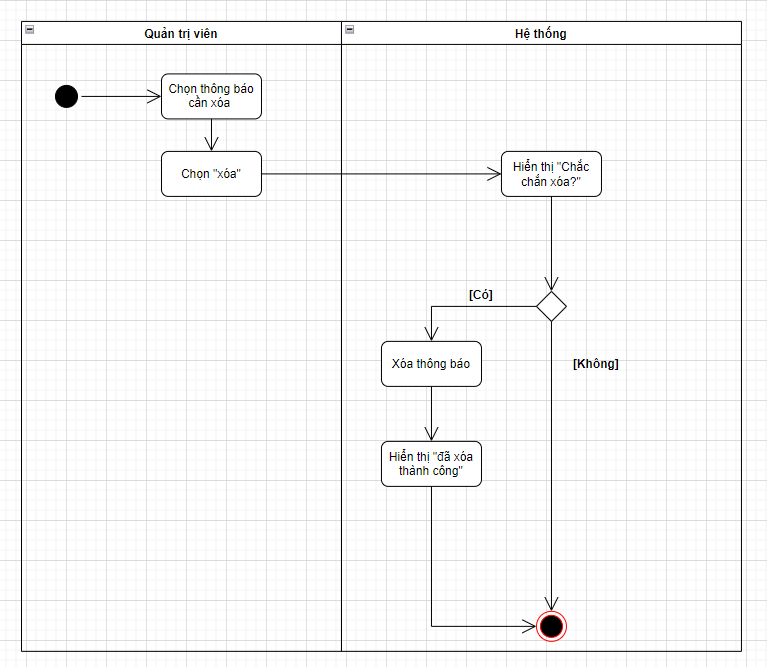 Quản trị viên
Hệ thống
Chọn thông báo
cần xóa
Chọn "xóa"
Hiển thị "Chắc
chắn xóa?"
[Có]
[Không]
Xóa thông báo
Hiển thị "đã xóa
thành công"